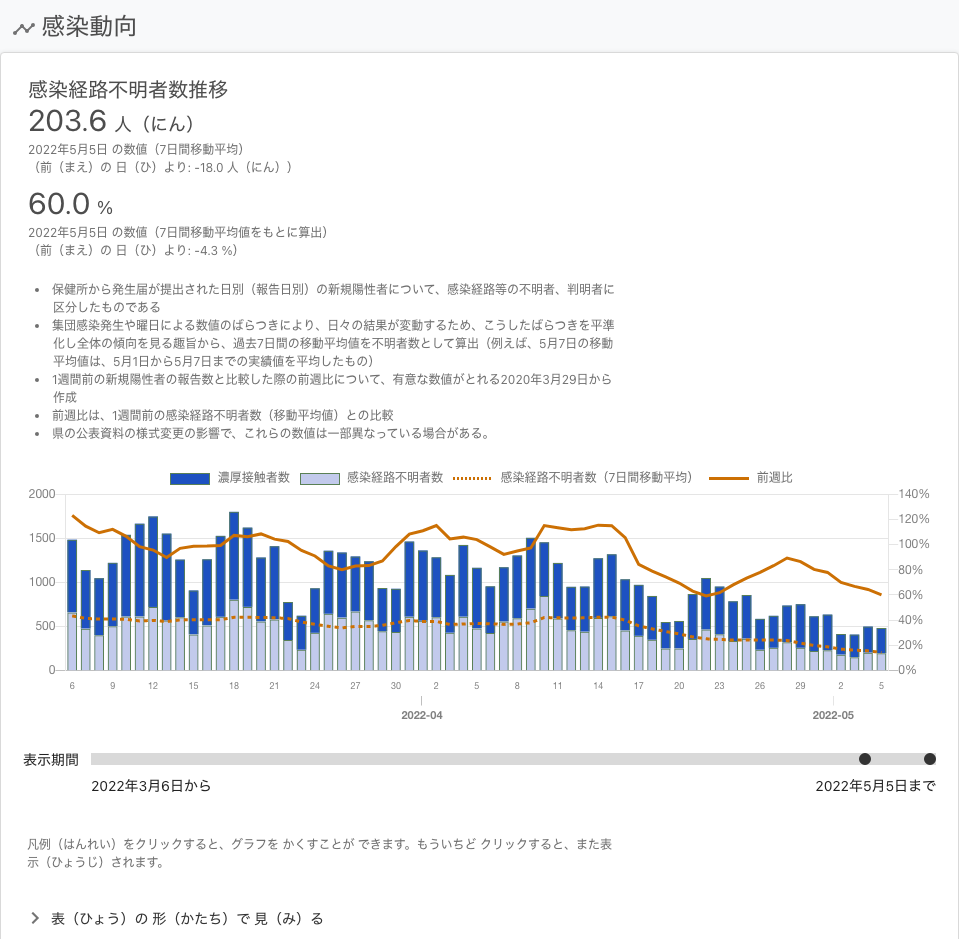 感染動向
感染経路不明者数推移
203.6 人（にん）
2022年5月5日 の数値（7日間移動平均）
（前（まえ）の 日（ひ）より: -18.0 人（にん））
60.0 %
2022年5月5日 の数値（7日間移動平均値をもとに算出）
（前（まえ）の 日（ひ）より: -4.3 %）
• 保健所から発生届が提出された日別（報告日別）の新規陽性者について、感染経路等の不明者、判明者に
区分したものである
• 集団感染発生や曜日による数値のばらつきにより、日々の結果が変動するため、こうしたばらつきを平準
化し全体の傾向を見る趣旨から、過去7日間の移動平均値を不明者数として算出（例えば、5月7日の移動
平均値は、5月1日から5月7日までの実績値を平均したもの）
• 1週間前の新規陽性者の報告数と比較した際の前週比について、有意な数値がとれる2020年3月29日から
作成
• 前週比は、1週間前の感染経路不明者数（移動平均値）との比較
• 県の公表資料の様式変更の影響で、これらの数値は一部異なっている場合がある。
濃厚接触者数 感染経路不明者数 感染経路不明者数（7日間移動平均） 前週比
2000 140%
120%
1500
100%
1000 80%
60%
500 40%
20%
0 0%
6 9 12 15 18 21 24 27 30 2 5 8 11 14 17 20 23 26 29 2 5
2022-04 2022-05
表示期間
2022年3月6日から 2022年5月5日まで
凡例（はんれい）をクリックすると、グラフを かくすことが できます。もういちど クリックすると、また表
示（ひょうじ）されます。
表（ひょう）の 形（かたち）で 見（み）る